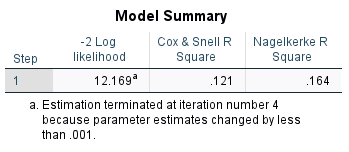 Model Summary
Step -2 Log likelihood Cox & Snell R Square Nagelkerke R Square
1 12.169a .121 .164
a. Estimation terminated at iteration number 4
because parameter estimates changed by less
than .001.